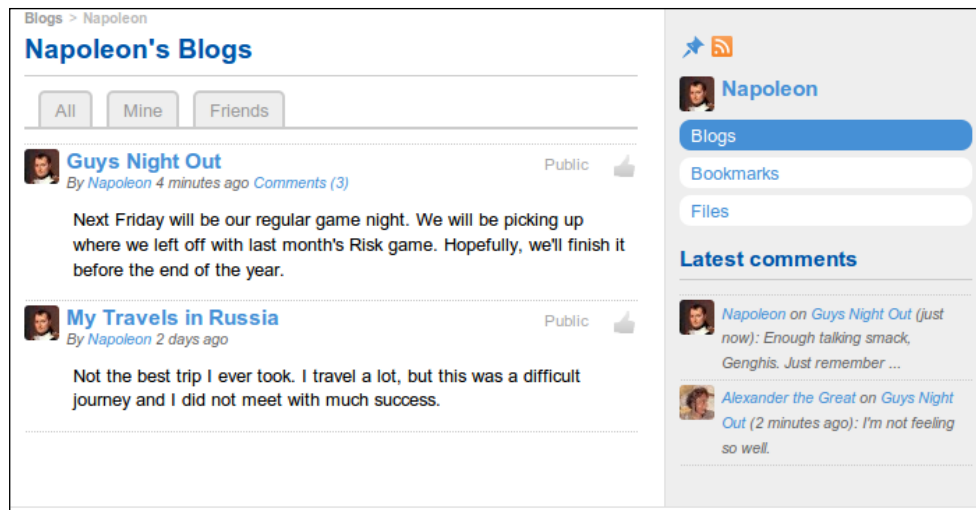 Blogs > Napoleon
Napoleon's Blogs
All
Mine
Friends
Guys Night Out
Public
By Napoleon 4 minutes ago Comments (3)
Next Friday will be our regular game night. We will be picking up
where we left off with last month's Risk game. Hopefully, we'll finish it
before the end of the year.
My Travels in Russia
Public
By Napoleon 2 days ago
Not the best trip I ever took. I travel a lot, but this was a difficult
journey and I did not meet with much success.
Napoleon
Blogs
Bookmarks
Files
Latest comments
Napoleon on Guys Night Out (just
now): Enough talking smack,
Genghis. Just remember ...
Alexander the Great on Guys Night
Out (2 minutes ago): I'm not feeling
so well.